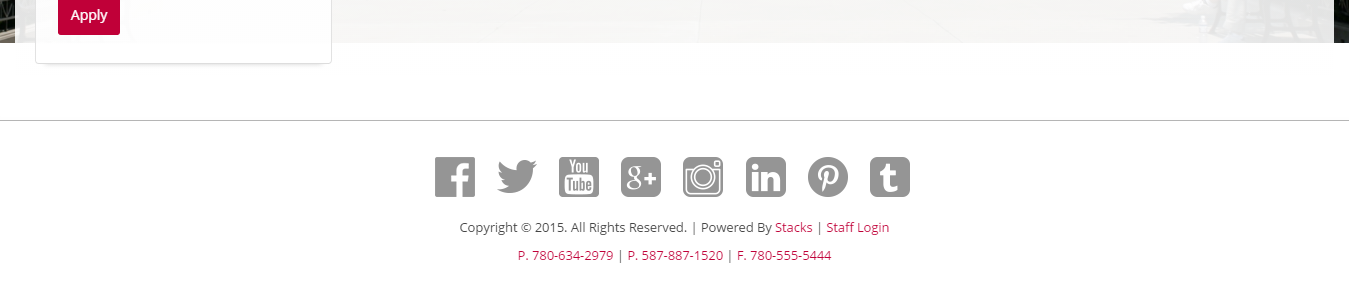 Apply
You
Tube
g+
in
Copyright © 2015. All Rights Reserved. | Powered By Stacks | Staff Login
P. 780-634-2979 | P. 587-887-1520 | F. 780-555-5444